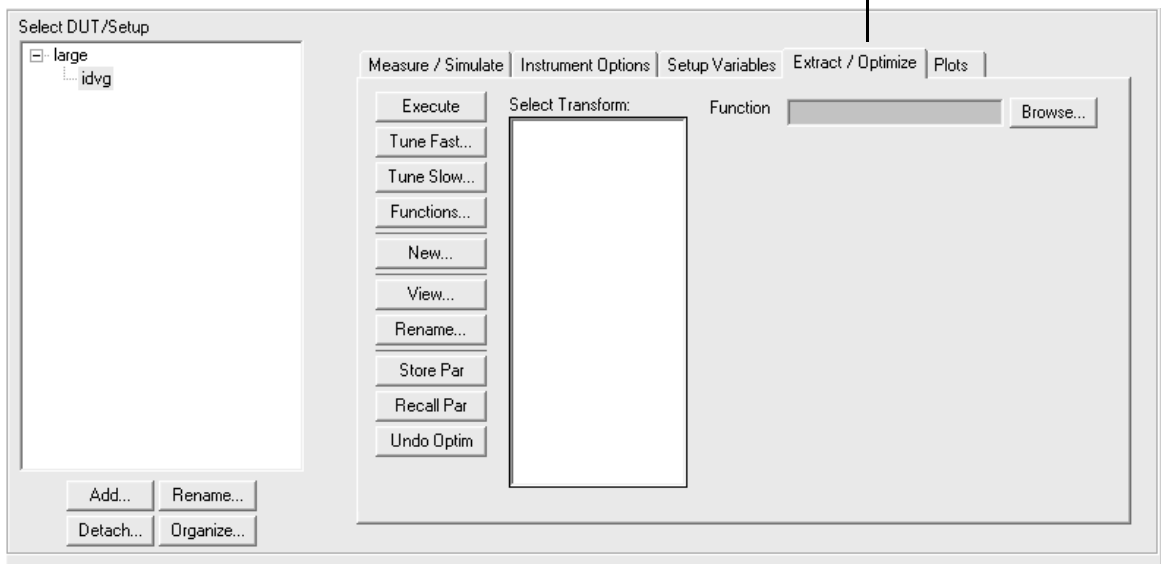 Select DUT/Setup
large
idvg
Measure / Simulate Instrument Options Setup Variables Extract / Optimize Plots
Execute
Tune Fast...
Tune Slow...
Functions...
New...
View...
Rename...
Store Par
Recall Par
Undo Optim
Select Transform:
Function
Browse...
Add... Rename...
Detach... Organize...